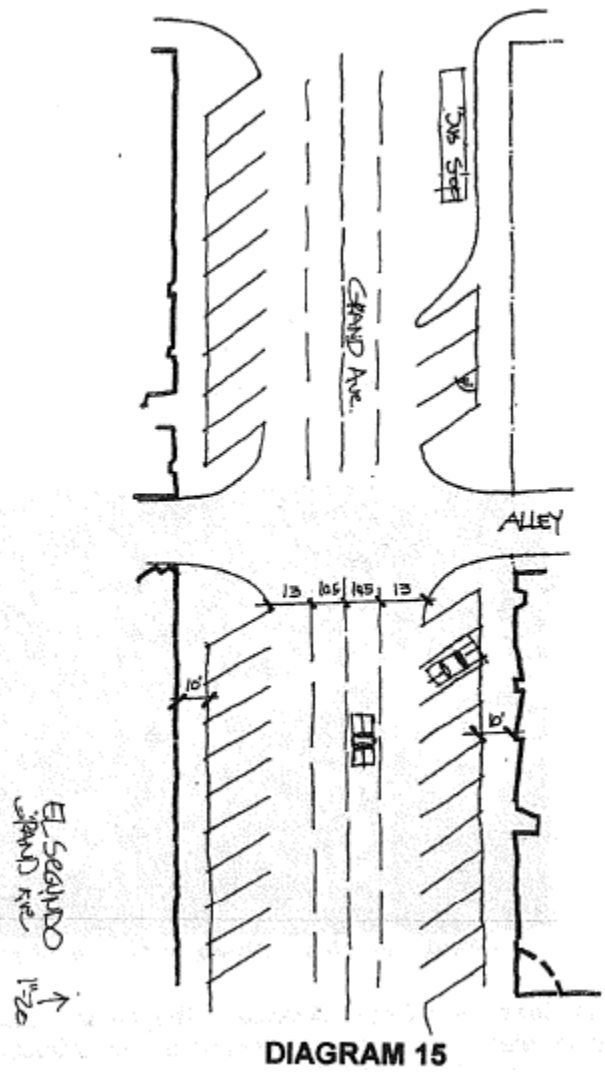 Bus Stop
GRAND AVE.
ALLEY
13 10.5 10.5 13
10'
10'
EL SEGUNDO
GRAND AVE
1"=20
DIAGRAM 15